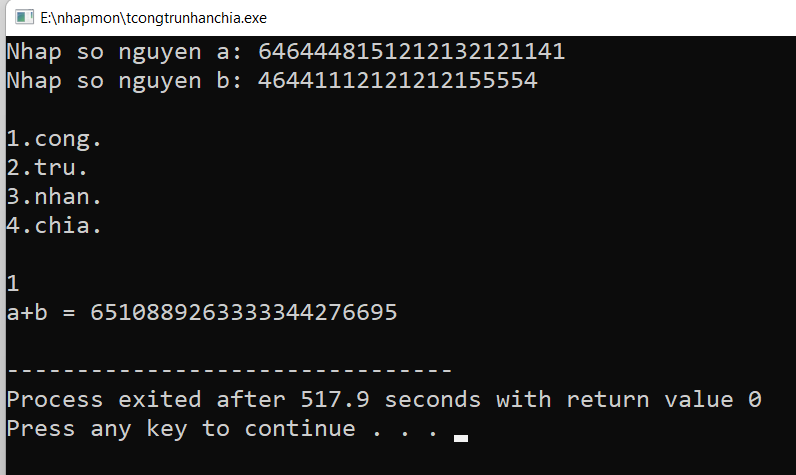 E:\nhapmon\tcongtrunhanchia.exe
Nhap so nguyen a: 6464448151212132121141
Nhap so nguyen b: 46441112121212155554
1.cong.
2.tru.
3.nhan.
4.chia.
1
a+b = 6510889263333344276695
--------------------------------
Process exited after 517.9 seconds with return value 0
Press any key to continue . . .